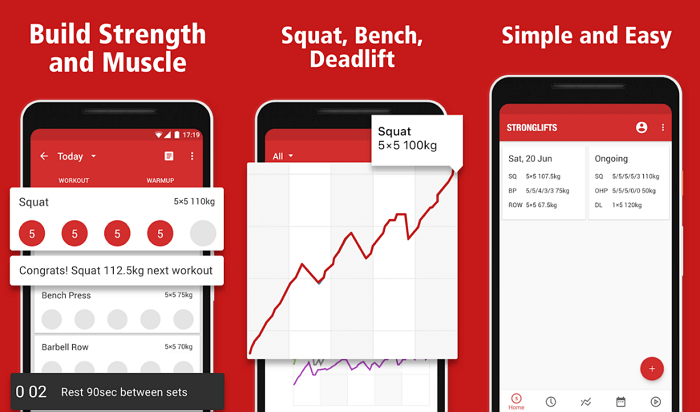 Build Strength
and Muscle
17:19
Today
WORKOUT WARMUP
Squat 5×5 110kg
5 5 5 5
Congrats! Squat 112.5kg next workout
Bench Press 5×5 75kg
Barbell Row 5×5 70kg
0 02 Rest 90sec between sets
Squat, Bench,
Deadlift
All
Squat
5×5 100kg
Simple and Easy
STRONGLIFTS
Sat, 20 Jun
SQ 5×5 107.5kg
BP 5/5/4/3/3 75kg
ROW 5×5 67.5kg
Ongoing
SQ 5/5/5/5/3 110kg
OHP 5/5/5/0/0 50kg
DL 1×5 120kg
+
5
Home